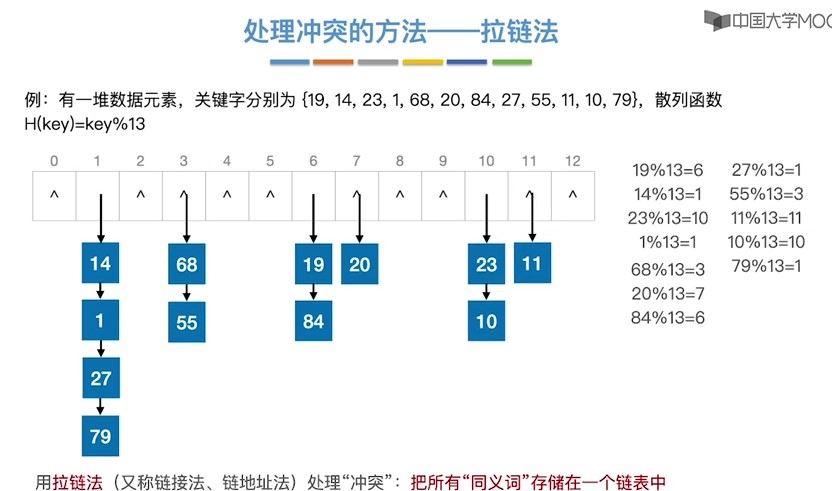 中国大学MOO
处理冲突的方法——拉链法
例：有一堆数据元素，关键字分别为 {19, 14, 23, 1, 68, 20, 84, 27, 55, 11, 10, 79}，散列函数
H(key)=key%13
0 1 2 3 4 5 6 7 8 9 10 11 12
^ ^ ^ ^ ^ ^ ^ ^ ^ ^
14 68 19 20 23 11
1 55 84 10
27
79
19%13=6 27%13=1
14%13=1 55%13=3
23%13=10 11%13=11
1%13=1 10%13=10
68%13=3 79%13=1
20%13=7
84%13=6
用拉链法（又称链接法、链地址法）处理“冲突”：把所有“同义词”存储在一个链表中